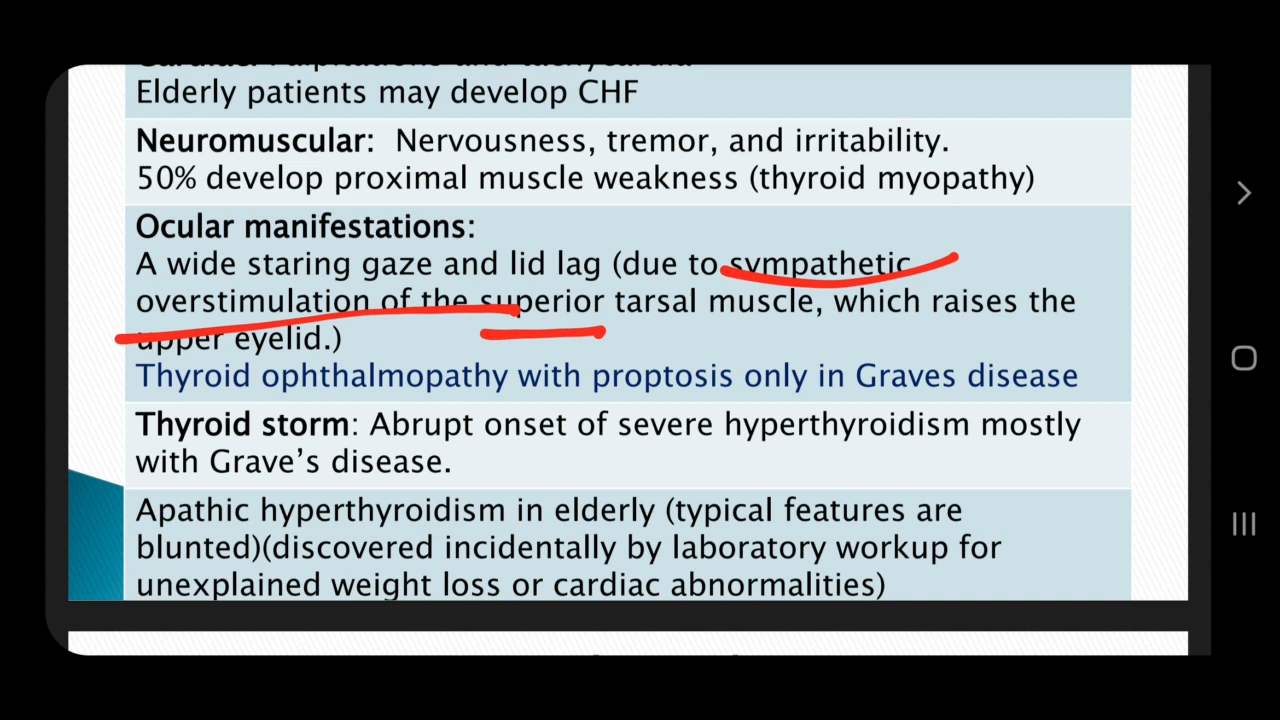 Elderly patients may develop CHF
Neuromuscular: Nervousness, tremor, and irritability.
50% develop proximal muscle weakness (thyroid myopathy)
Ocular manifestations:
A wide staring gaze and lid lag (due to sympathetic
overstimulation of the superior tarsal muscle, which raises the
upper eyelid.)
Thyroid ophthalmopathy with proptosis only in Graves disease
Thyroid storm: Abrupt onset of severe hyperthyroidism mostly
with Grave's disease.
Apathic hyperthyroidism in elderly (typical features are
blunted)(discovered incidentally by laboratory workup for
unexplained weight loss or cardiac abnormalities)